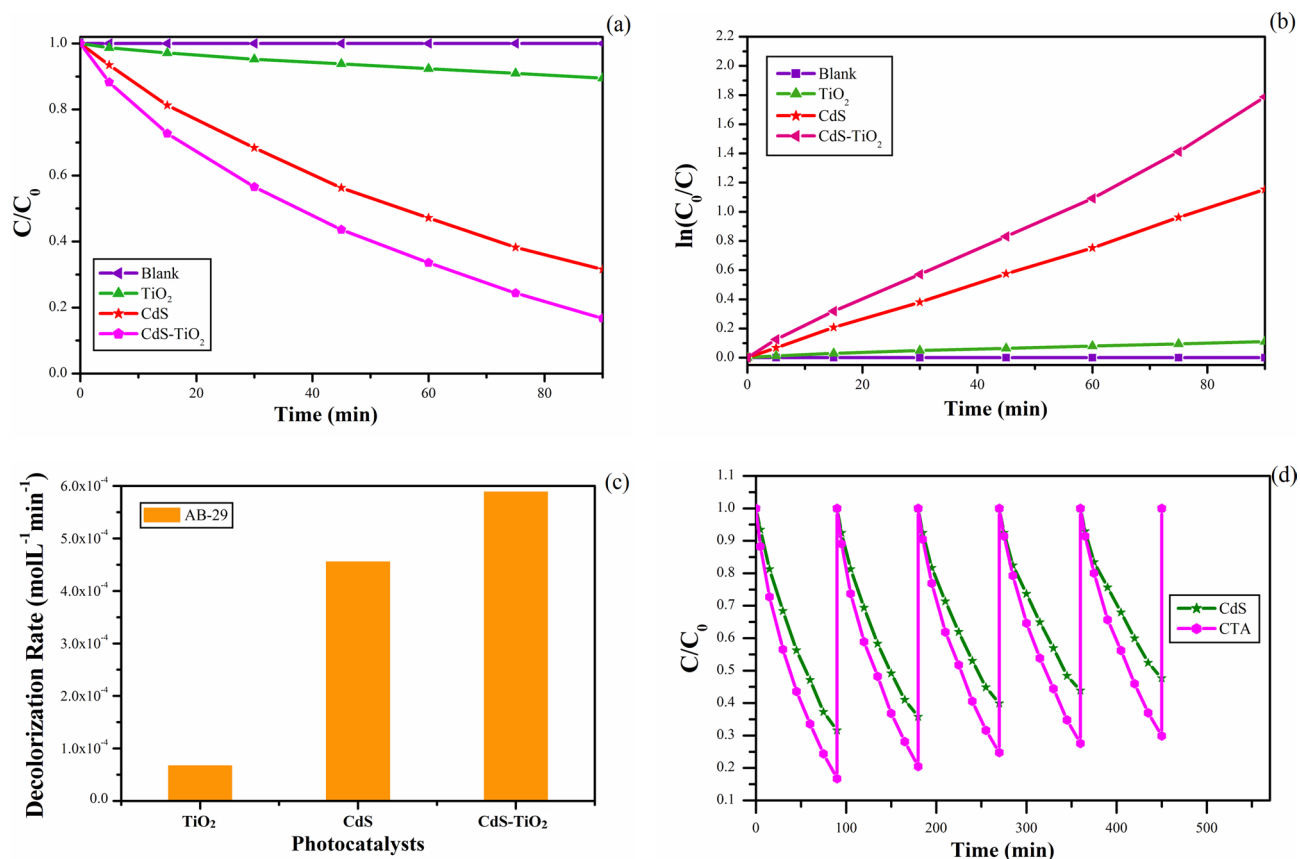 (a)
C/C₀
1.0
0.8
0.6
0.4
0.2
0.0
Blank
TiO₂
CdS
CdS-TiO₂
0 20 40 60 80
Time (min)
(b)
ln(C₀/C)
2.2
2.0
1.8
1.6
1.4
1.2
1.0
0.8
0.6
0.4
0.2
0.0
Blank
TiO₂
CdS
CdS-TiO₂
0 20 40 60 80
Time (min)
(c)
Decolorization Rate (molL⁻¹min⁻¹)
6.0x10⁻⁴
5.0x10⁻⁴
4.0x10⁻⁴
3.0x10⁻⁴
2.0x10⁻⁴
1.0x10⁻⁴
0.0
AB-29
TiO₂ CdS CdS-TiO₂
Photocatalysts
(d)
C/C₀
1.1
1.0
0.9
0.8
0.7
0.6
0.5
0.4
0.3
0.2
0.1
CdS
CTA
0 100 200 300 400 500
Time (min)